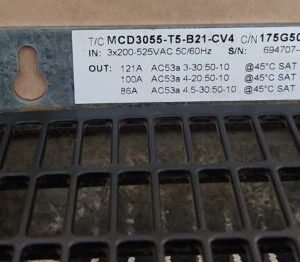 T/C MCD3055-T5-B21-CV4 C/N 175G50
IN: 3x200-525VAC 50/60Hz S/N: 694707-
OUT: 121A AC53a 3-30:50-10 @45°C SAT
100A AC53a 4-20:50-10 @45°C SAT
86A AC53a 4.5-30:50-10 @45°C SAT